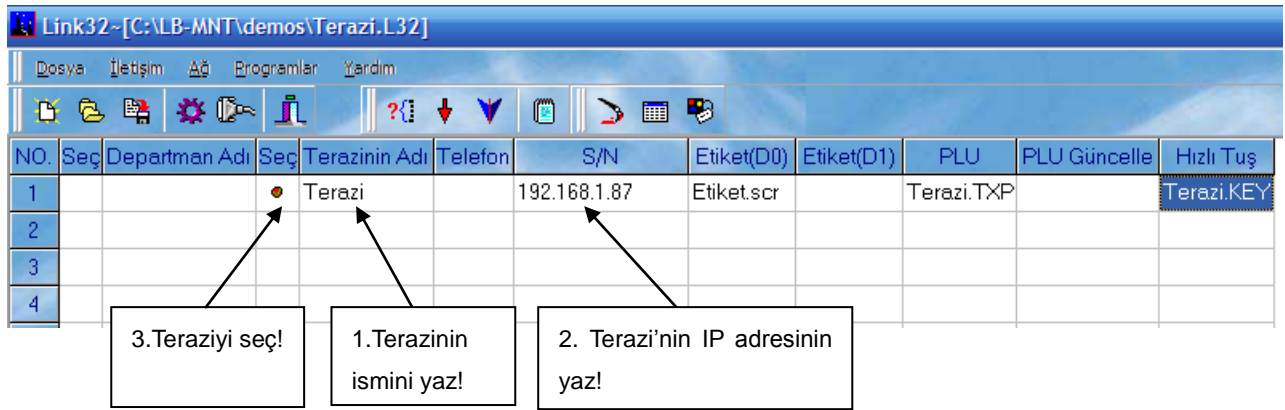 Link32~[C:\LB-MNT\demos\Terazi.L32]
Dosya İletişim Ağ Programlar Yardım
NO. Seç Departman Adı Seç Terazinin Adı Telefon S/N Etiket(D0) Etiket(D1) PLU PLU Güncelle Hızlı Tuş
1 Terazi 192.168.1.87 Etiket.scr Terazi.TXP Terazi.KEY
2
3
4
3.Teraziyi seç!
1.Terazinin
ismini yaz!
2. Terazi’nin IP adresinin
yaz!